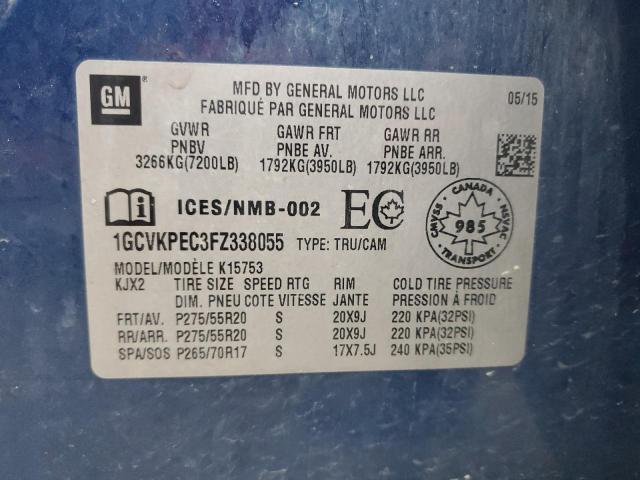 GM ®
MFD BY GENERAL MOTORS LLC 05/15
FABRIQUÉ PAR GENERAL MOTORS LLC
GVWR GAWR FRT GAWR RR
PNBV PNBE AV. PNBE ARR.
3266KG(7200LB) 1792KG(3950LB) 1792KG(3950LB)
i ICES/NMB-002 EC
CANADA
CMVSS 985 NSVAC
TRANSPORT
1GCVKPEC3FZ338055 TYPE: TRU/CAM
MODEL/MODÈLE K15753
KJX2 TIRE SIZE SPEED RTG RIM COLD TIRE PRESSURE
DIM. PNEU COTE VITESSE JANTE PRESSION À FROID
FRT/AV. P275/55R20 S 20X9J 220 KPA(32PSI)
RR/ARR. P275/55R20 S 20X9J 220 KPA(32PSI)
SPA/SOS P265/70R17 S 17X7.5J 240 KPA(35PSI)